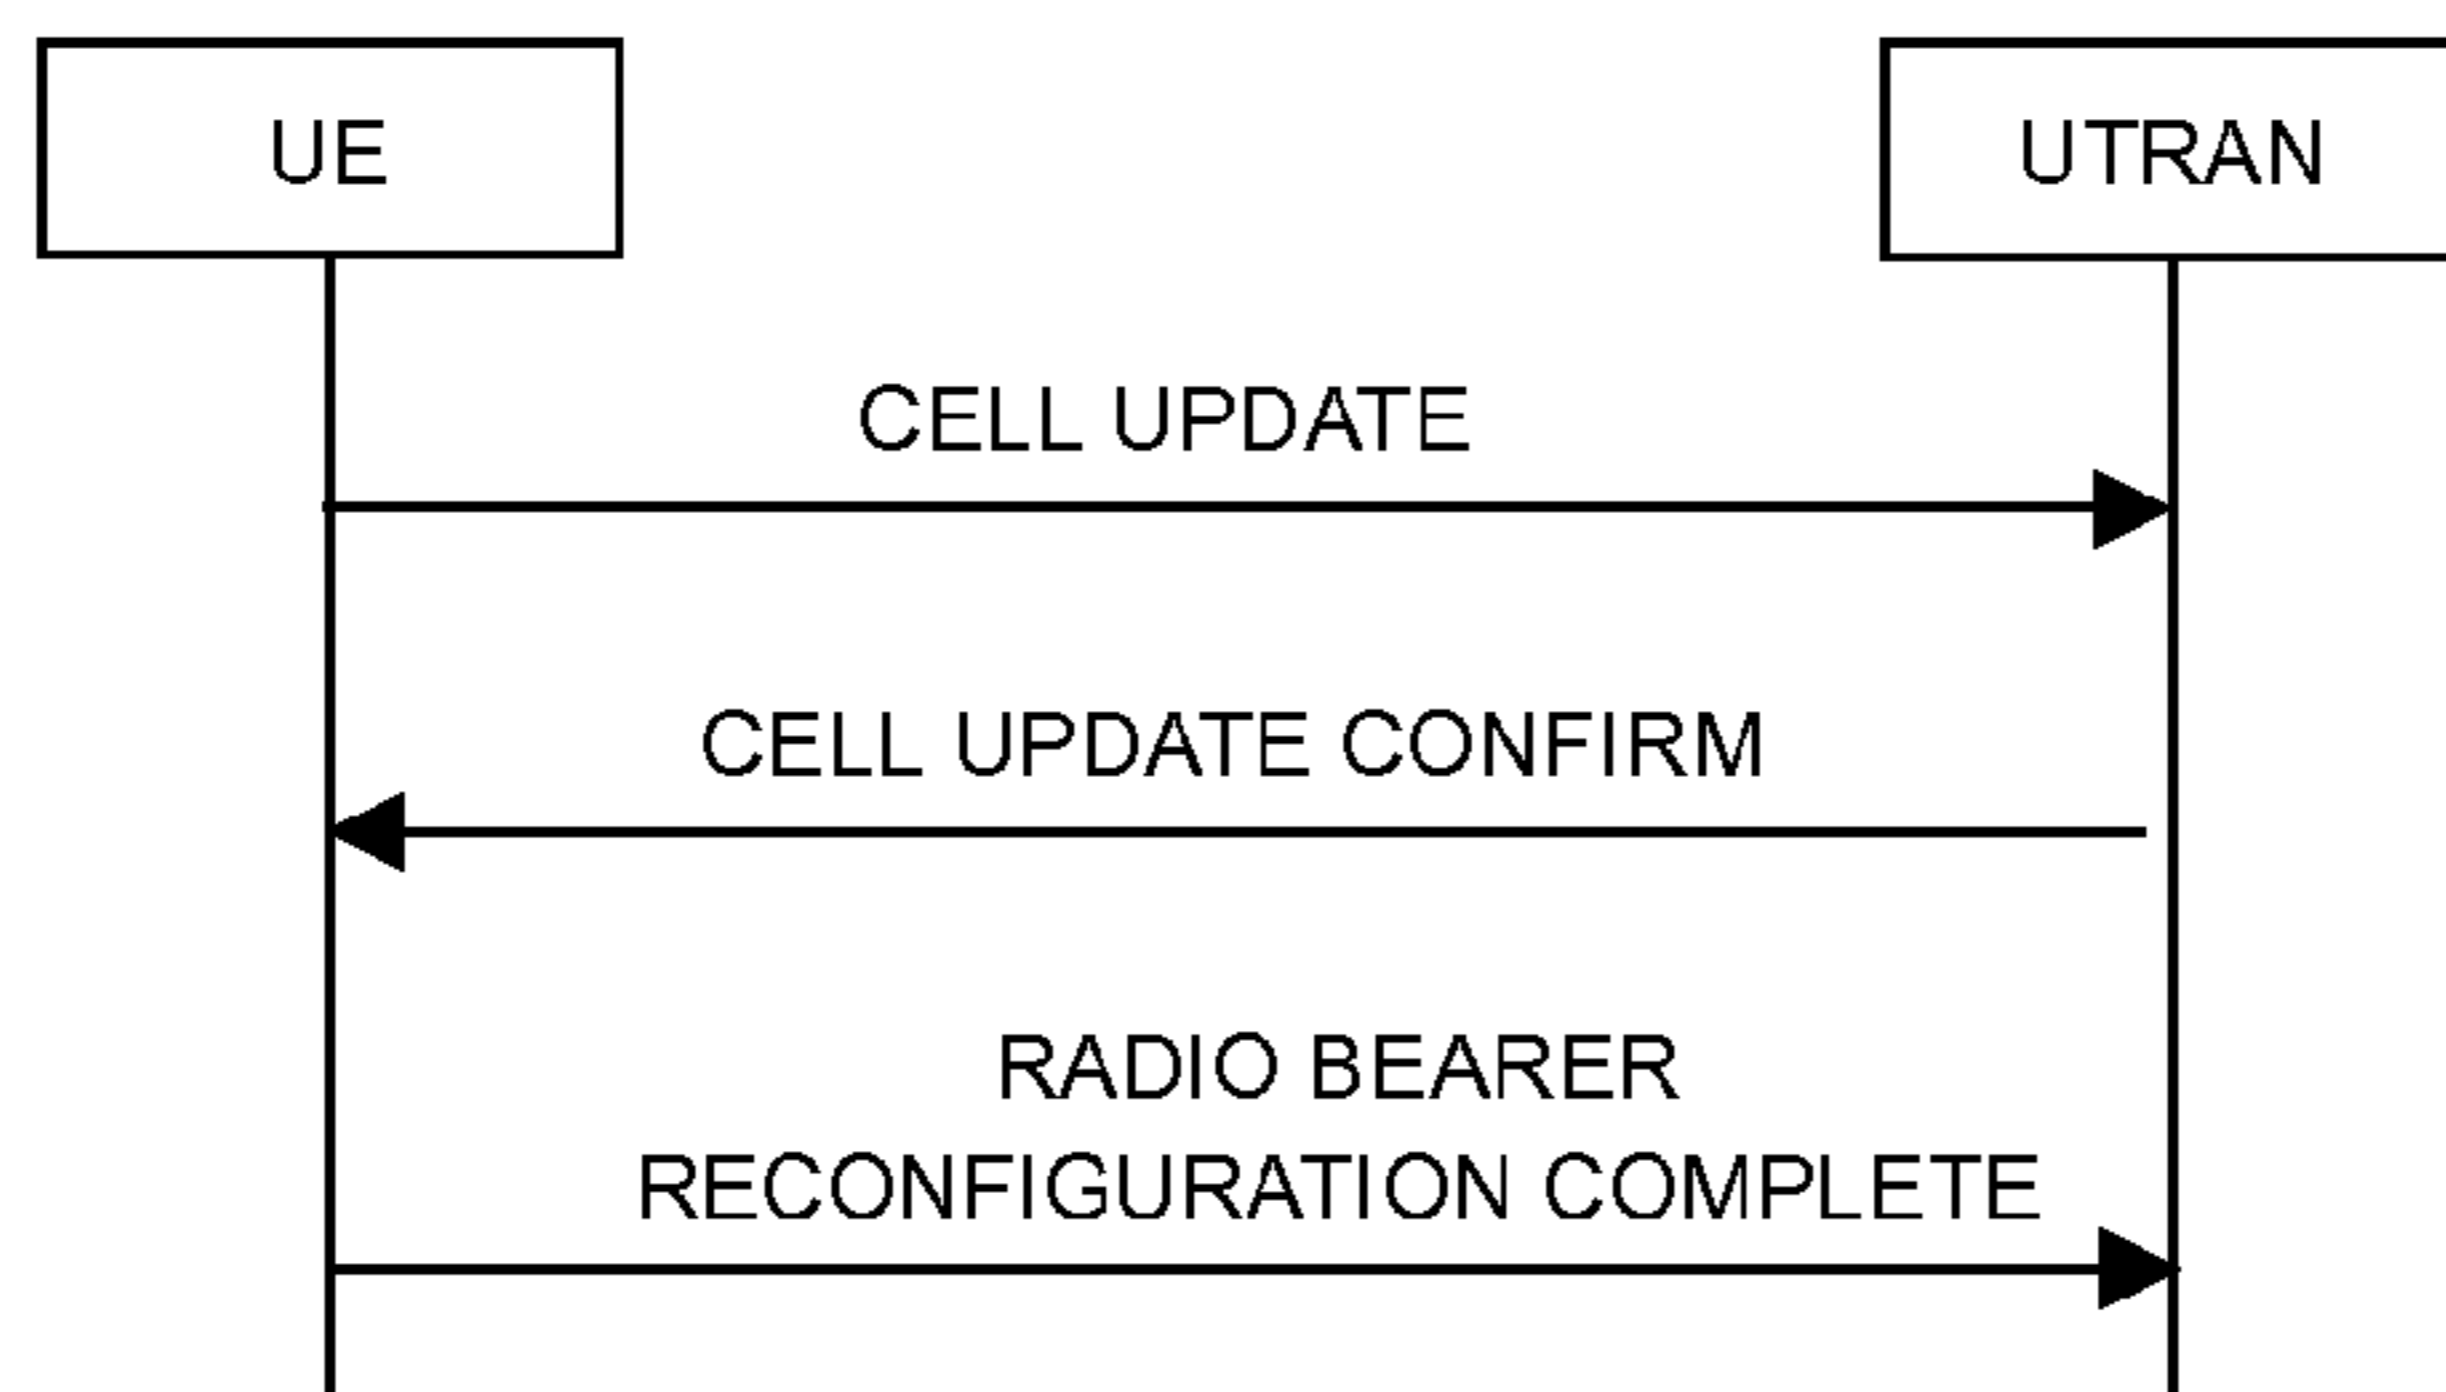 UE
UTRAN
CELL UPDATE
CELL UPDATE CONFIRM
RADIO BEARER
RECONFIGURATION COMPLETE